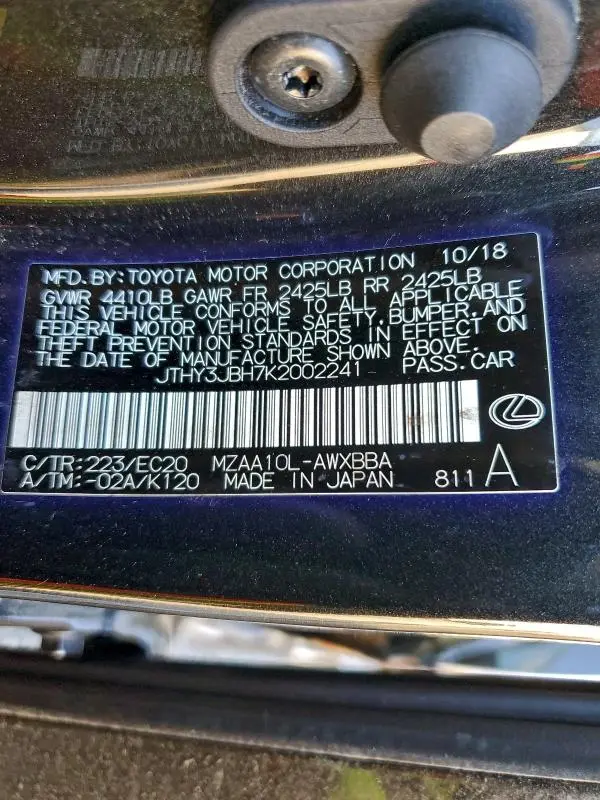 MFD. BY: TOYOTA MOTOR CORPORATION 10/18
GVWR 4410LB GAWR FR 2425LB RR 2425LB
THIS VEHICLE CONFORMS TO ALL APPLICABLE
FEDERAL MOTOR VEHICLE SAFETY, BUMPER, AND
THEFT PREVENTION STANDARDS IN EFFECT ON
THE DATE OF MANUFACTURE SHOWN ABOVE.
JTHY3JBH7K2002241 PASS. CAR
C/TR: 223/EC20 MZAA10L-AWXBBA
A/TM: -02A/K120 MADE IN JAPAN 811 A